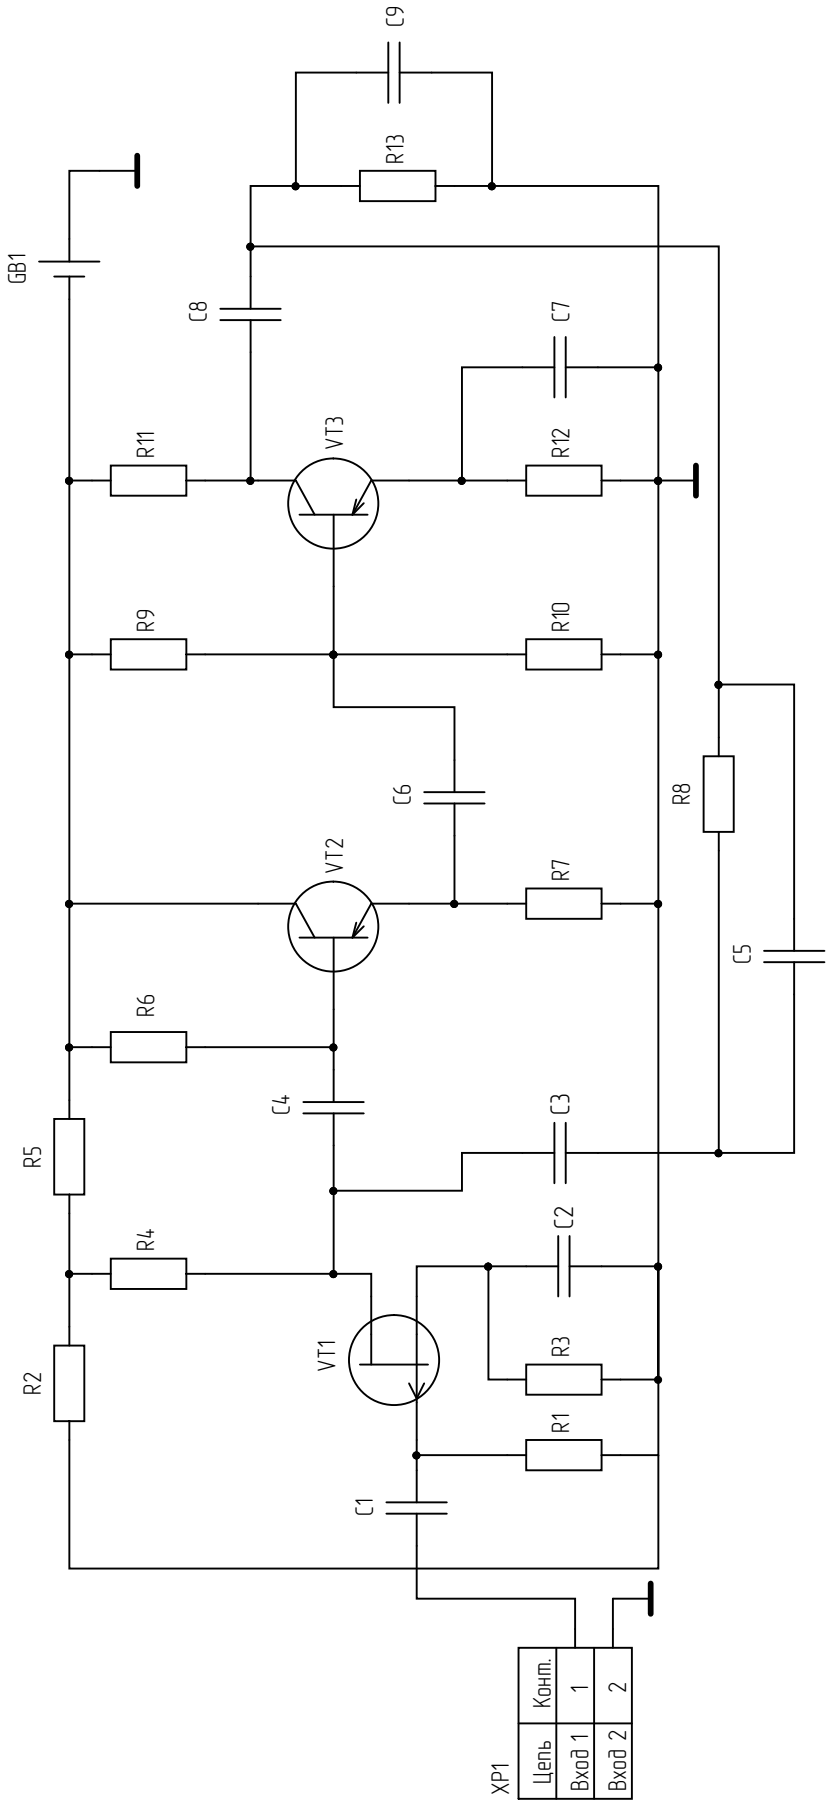 XP1
Цепь Конт.
Вход 1 1
Вход 2 2
C1
R1
R2
VT1
R3
C2
R4
R5
C3
C4
R6
C5
VT2
R7
R8
C6
R9
R10
R11
VT3
R12
C7
C8
GB1
R13
C9